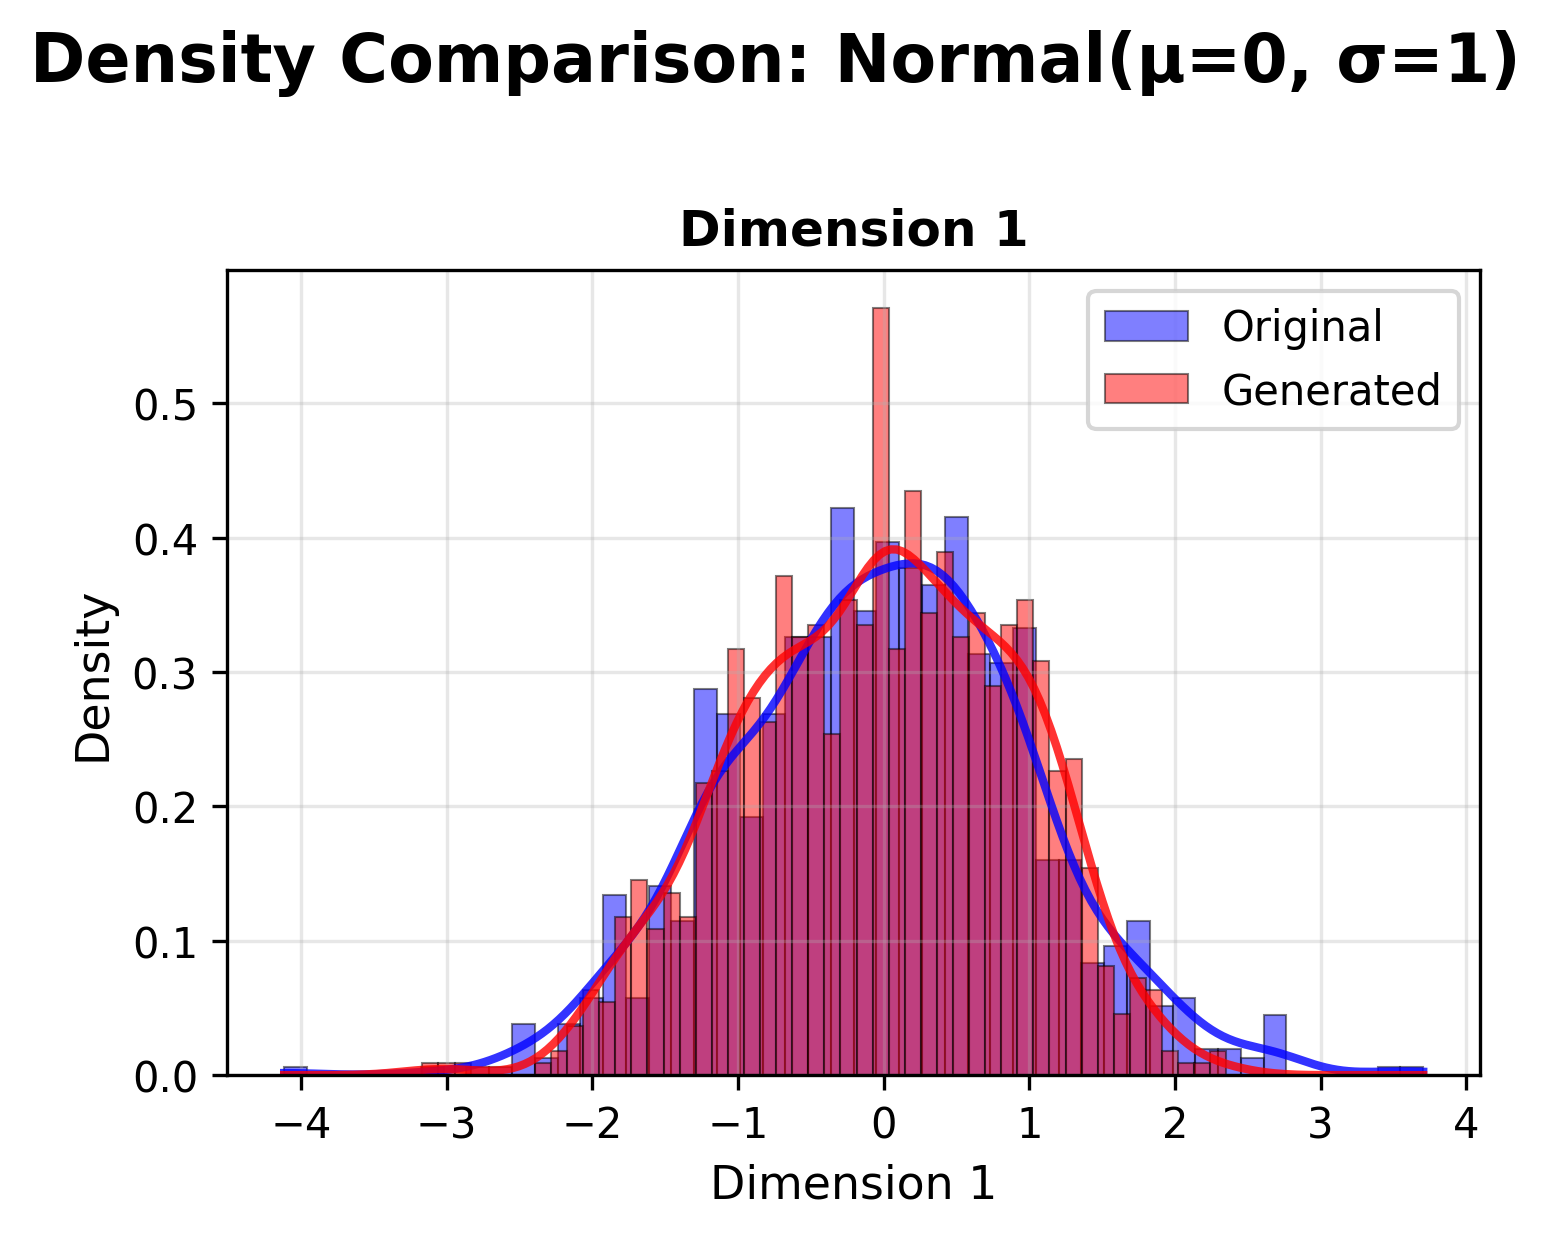 Density Comparison: Normal(μ=0, σ=1)
Dimension 1
Original
Generated
Density
0.5
0.4
0.3
0.2
0.1
0.0
−4 −3 −2 −1 0 1 2 3 4
Dimension 1